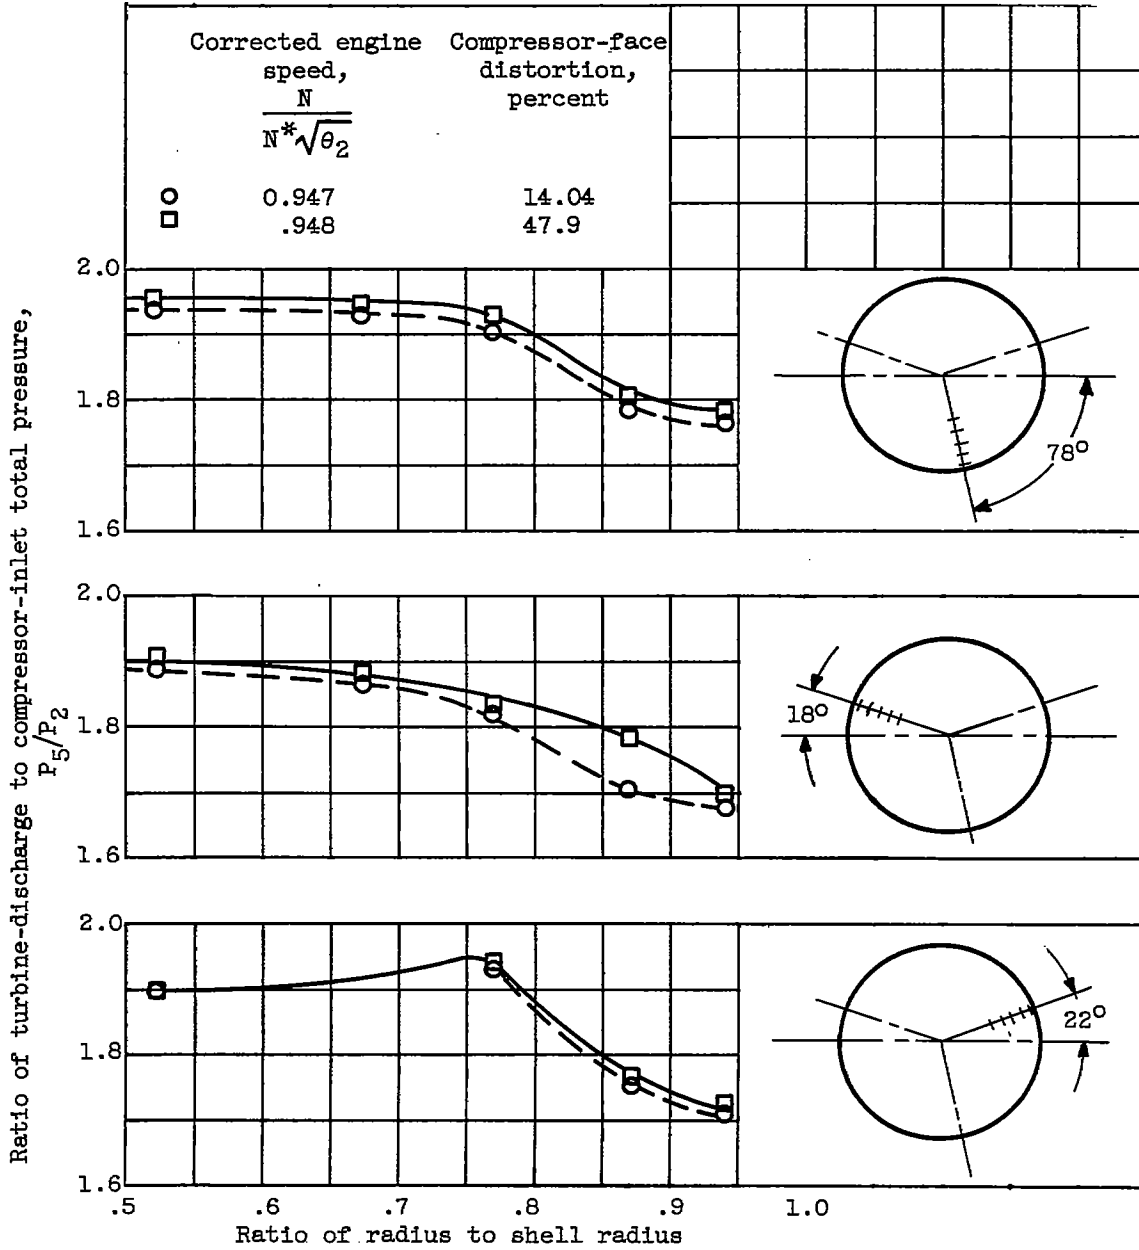 Corrected engine speed, N / N*√θ2
Compressor-face distortion, percent
0.947 14.04
.948 47.9
Ratio of turbine-discharge to compressor-inlet total pressure, P5/P2
2.0
1.8
1.6
78°
2.0
1.8
1.6
18°
2.0
1.8
1.6
22°
.5 .6 .7 .8 .9 1.0
Ratio of radius to shell radius